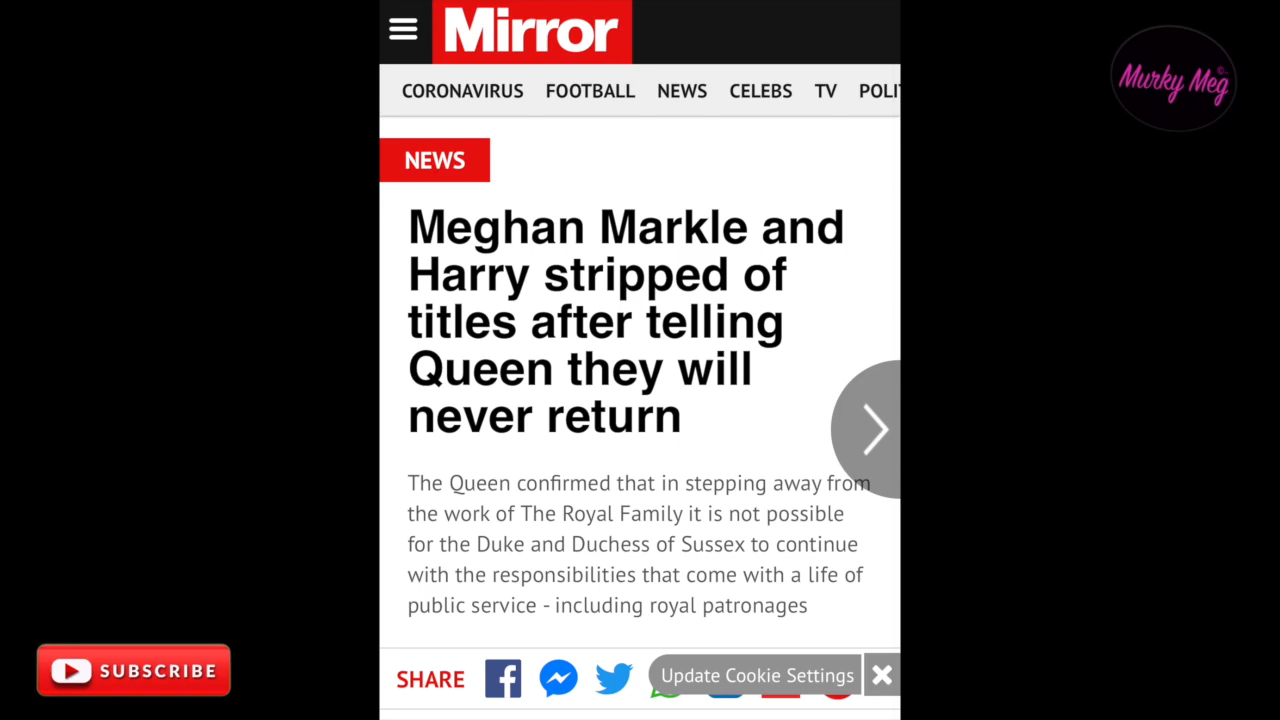 Mirror
CORONAVIRUS FOOTBALL NEWS CELEBS TV POLI
Murky Meg
NEWS
Meghan Markle and
Harry stripped of
titles after telling
Queen they will
never return
The Queen confirmed that in stepping away from
the work of The Royal Family it is not possible
for the Duke and Duchess of Sussex to continue
with the responsibilities that come with a life of
public service - including royal patronages
SUBSCRIBE
SHARE
Update Cookie Settings